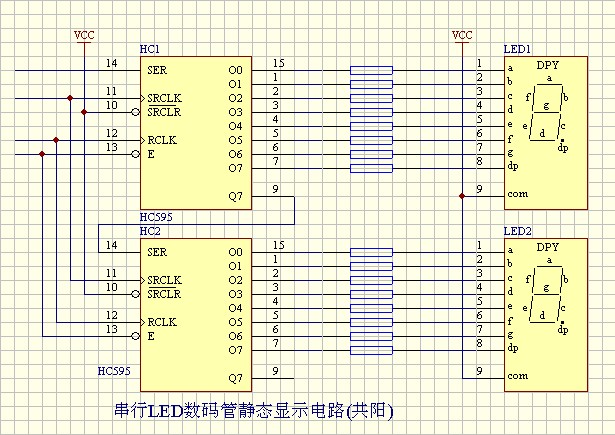 VCC
VCC
HC1
LED1
14 SER O0 15 1 a DPY
O1 1 2 b a
11 SRCLK O2 2 3 c f b
10 SRCLR O3 3 4 d g
O4 4 5 e e c
12 RCLK O5 5 6 f d dp
13 E O6 6 7 g
O7 7 8 dp
Q7 9 9 com
HC595
HC2
LED2
14 SER O0 15 1 a DPY
O1 1 2 b a
11 SRCLK O2 2 3 c f b
10 SRCLR O3 3 4 d g
O4 4 5 e e c
12 RCLK O5 5 6 f d dp
13 E O6 6 7 g
O7 7 8 dp
HC595 Q7 9 9 com
串行LED数码管静态显示电路(共阳)